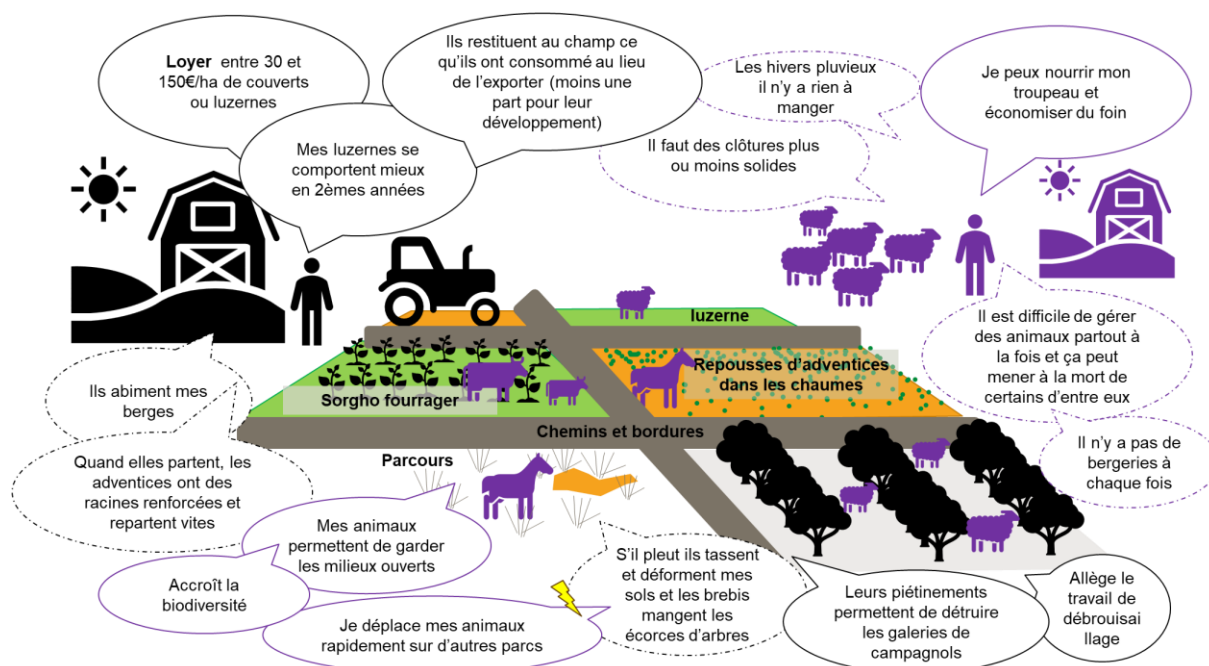 Loyer entre 30 et
150€/ha de couverts
ou luzernes
Mes luzernes se
comportent mieux
en 2èmes années
Ils restituent au champ ce
qu'ils ont consommé au lieu
de l'exporter (moins une
part pour leur
développement)
Les hivers pluvieux
il n'y a rien à
manger
Il faut des clôtures plus
ou moins solides
Je peux nourrir mon
troupeau et
économiser du foin
luzerne
Repousses d'adventices
dans les chaumes
Sorgho fourrager
Chemins et bordures
Parcours
Il est difficile de gérer
des animaux partout à
la fois et ça peut
mener à la mort de
certains d'entre eux
Il n'y a pas de
bergeries à
chaque fois
Ils abiment mes
berges
Quand elles partent, les
adventices ont des
racines renforcées et
repartent vites
Mes animaux
permettent de garder
les milieux ouverts
Accroît la
biodiversité
Je déplace mes animaux
rapidement sur d'autres parcs
S'il pleut ils tassent
et déforment mes
sols et les brebis
mangent les
écorces d'arbres
Leurs piétinements
permettent de détruire
les galeries de
campagnols
Allège le
travail de
débrouisai
llage